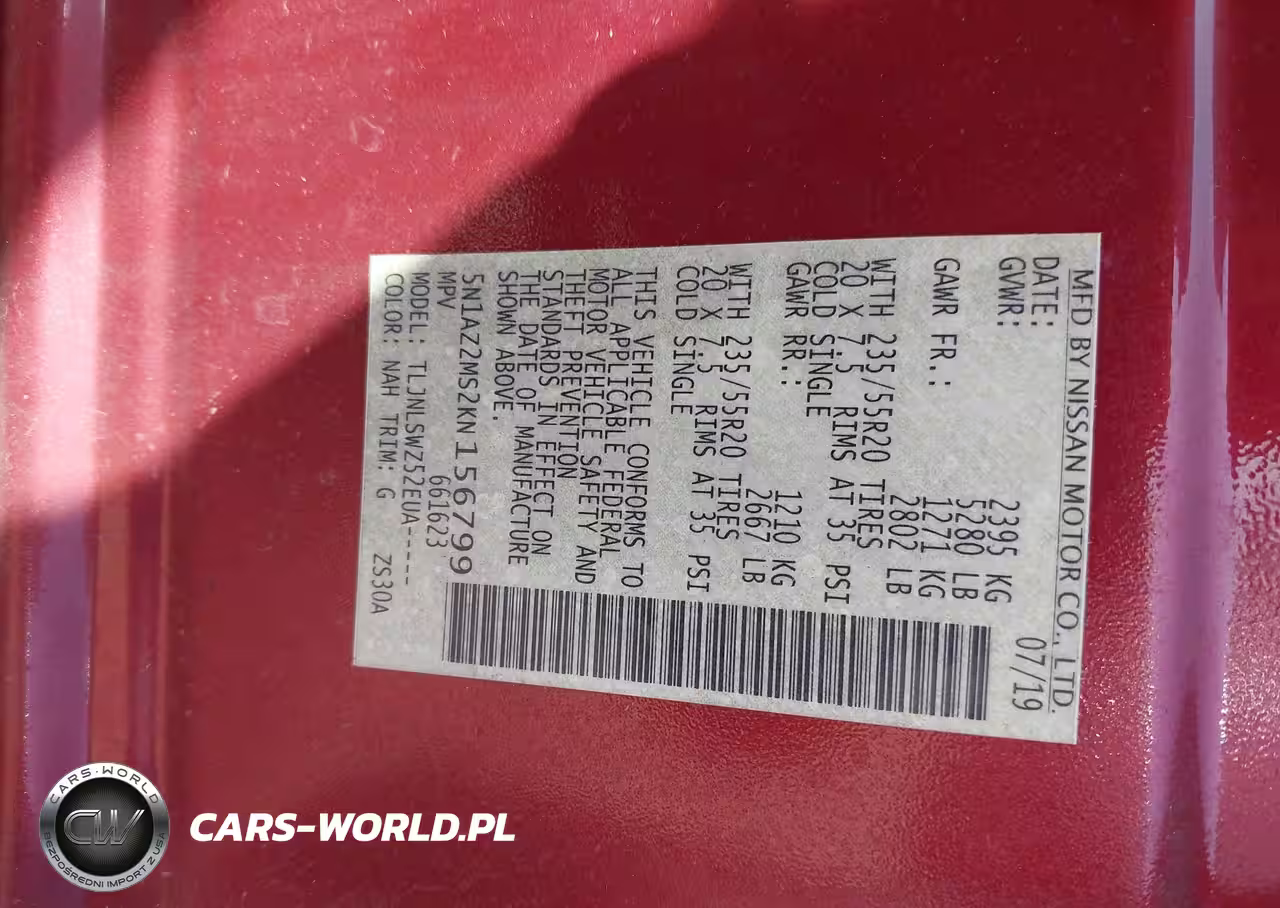 MFD BY NISSAN MOTOR CO., LTD.
DATE: 07/19
GVWR: 2395 KG
5280 LB
GAWR FR.: 1271 KG
2802 LB
WITH 235/55R20 TIRES
20 X 7.5 RIMS AT 35 PSI
COLD SINGLE
GAWR RR.: 1210 KG
2667 LB
WITH 235/55R20 TIRES
20 X 7.5 RIMS AT 35 PSI
COLD SINGLE
THIS VEHICLE CONFORMS TO
ALL APPLICABLE FEDERAL
MOTOR VEHICLE SAFETY AND
THEFT PREVENTION
STANDARDS IN EFFECT ON
THE DATE OF MANUFACTURE
SHOWN ABOVE.
5N1AZ2MS2KN156799
MPV 661623
MODEL: TLJNLSWZ52EUA-----
COLOR: NAH TRIM: G ZS30A
CARS-WORLD
CW
BEZPOŚREDNI IMPORT Z USA
CARS-WORLD.PL